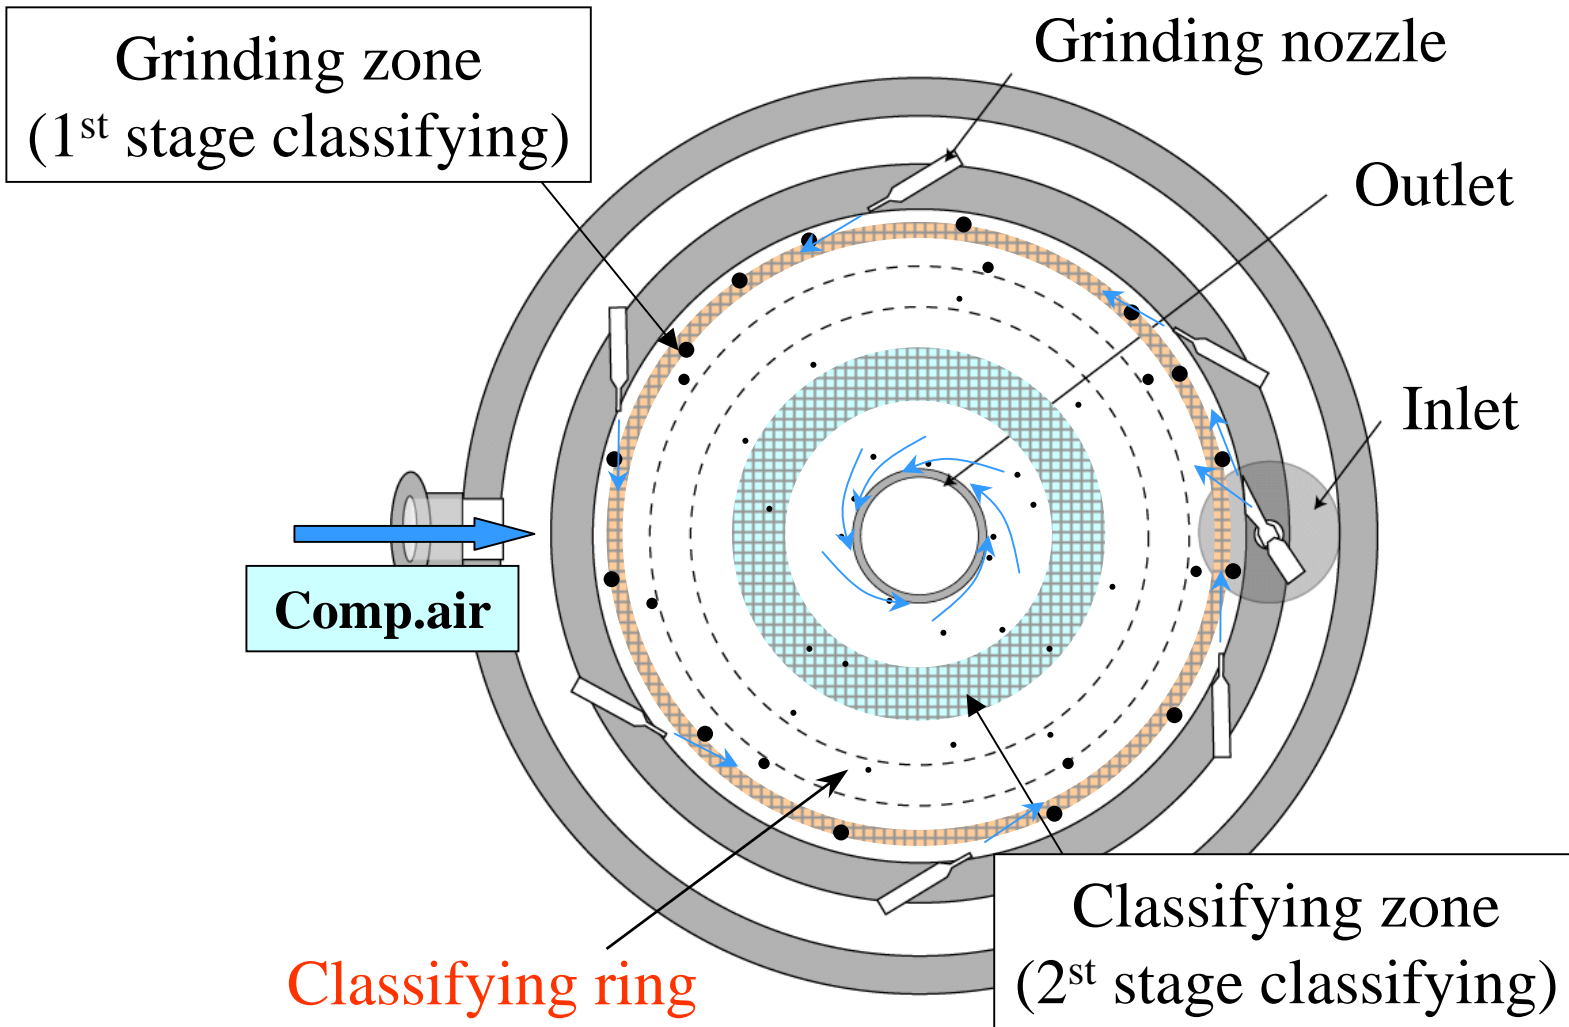 Grinding zone
(1st stage classifying)
Grinding nozzle
Outlet
Inlet
Comp.air
Classifying ring
Classifying zone
(2st stage classifying)